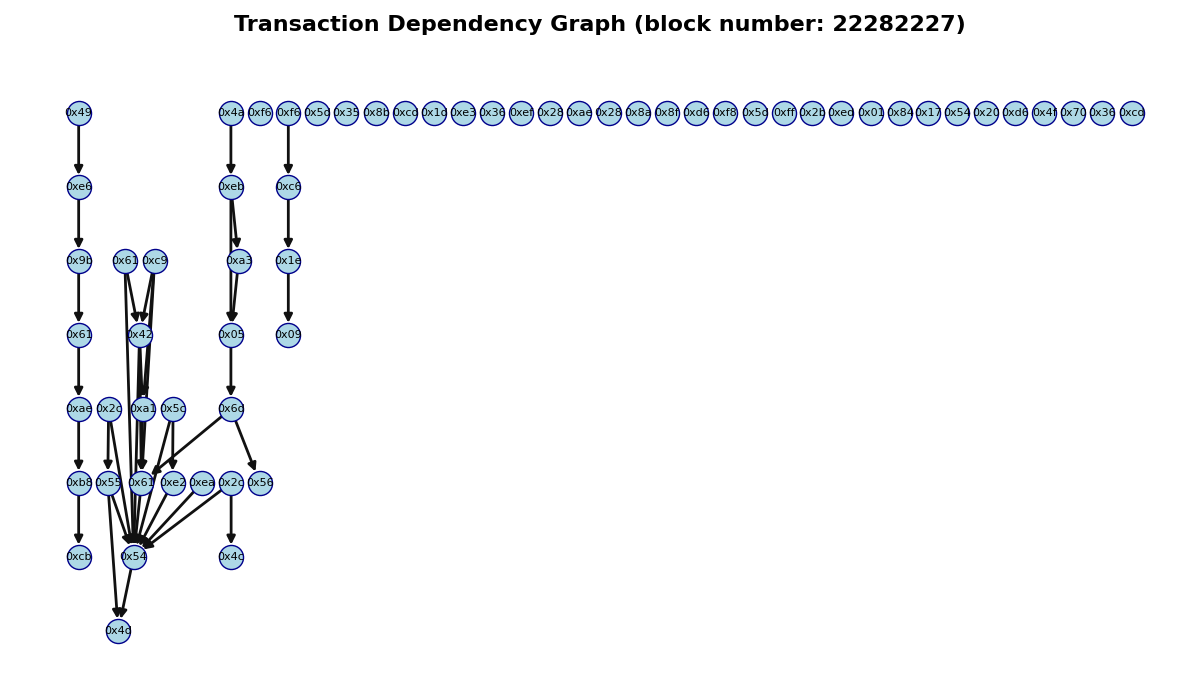 Transaction Dependency Graph (block number: 22282227)
0x49 0x4a 0xf6 0xf6 0x5d 0x35 0x8b 0xcd 0x1d 0xe3 0x36 0xef 0x28 0xae 0x28 0x8a 0x8f 0xd6 0xf8 0x5d 0xff 0x2b 0xed 0x01 0x84 0x17 0x54 0x20 0xd6 0x4f 0x70 0x36 0xcd
0xe6 0xeb 0xc6
0x9b 0x61 0xc9 0xa3 0x1e
0x61 0x42 0x05 0x09
0xae 0x2c 0xa1 0x5c 0x6d
0xb8 0x55 0x61 0xe2 0xea 0x2c 0x56
0xcb 0x54 0x4c
0x4d